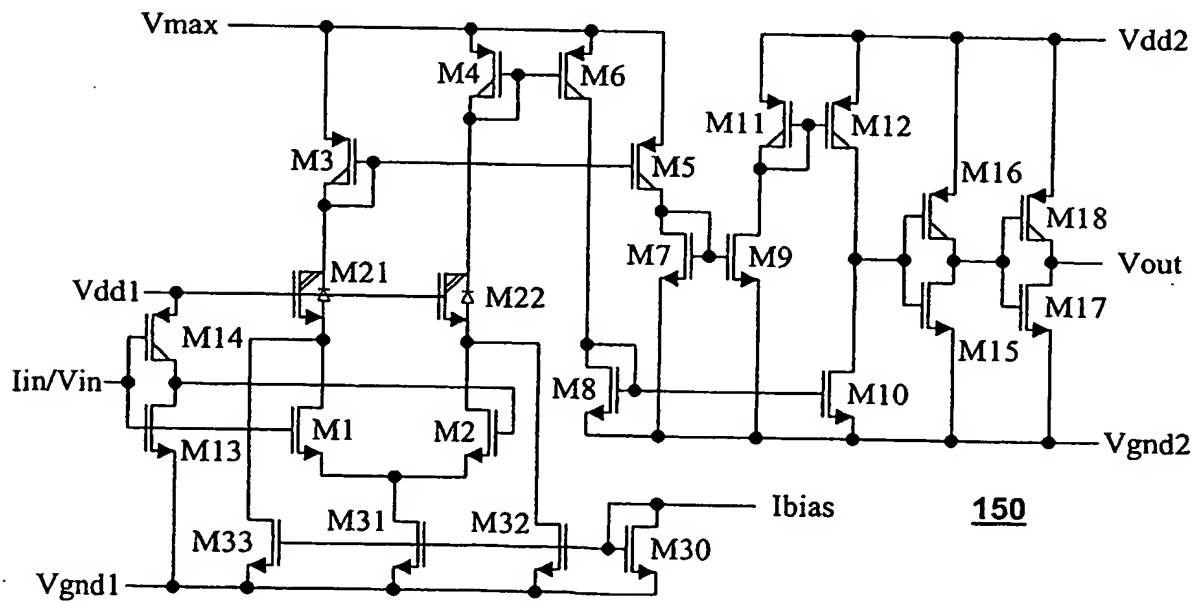 Vmax
Vdd2
M4
M6
M11
M12
M3
M5
M16
M18
M7
M9
Vout
M21
M22
Vdd1
M14
M17
M15
Iin/Vin
M8
M10
M1
M2
M13
Vgnd2
Ibias
150
M33
M31
M32
M30
Vgnd1